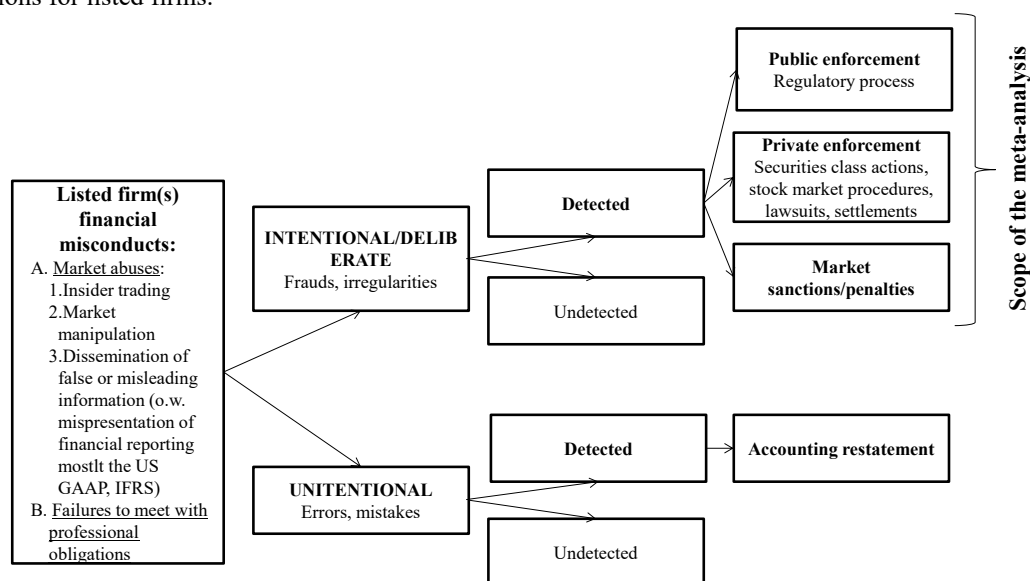 ons for listed firms.
Listed firm(s)
financial
misconducts:
A. Market abuses:
1.Insider trading
2.Market
manipulation
3.Dissemination of
false or misleading
information (o.w.
mispresentation of
financial reporting
mostlt the US
GAAP, IFRS)
B. Failures to meet with
professional
obligations
INTENTIONAL/DELIB
ERATE
Frauds, irregularities
UNITENTIONAL
Errors, mistakes
Detected
Undetected
Detected
Undetected
Public enforcement
Regulatory process
Private enforcement
Securities class actions,
stock market procedures,
lawsuits, settlements
Market
sanctions/penalties
Accounting restatement
Scope of the meta-analysis